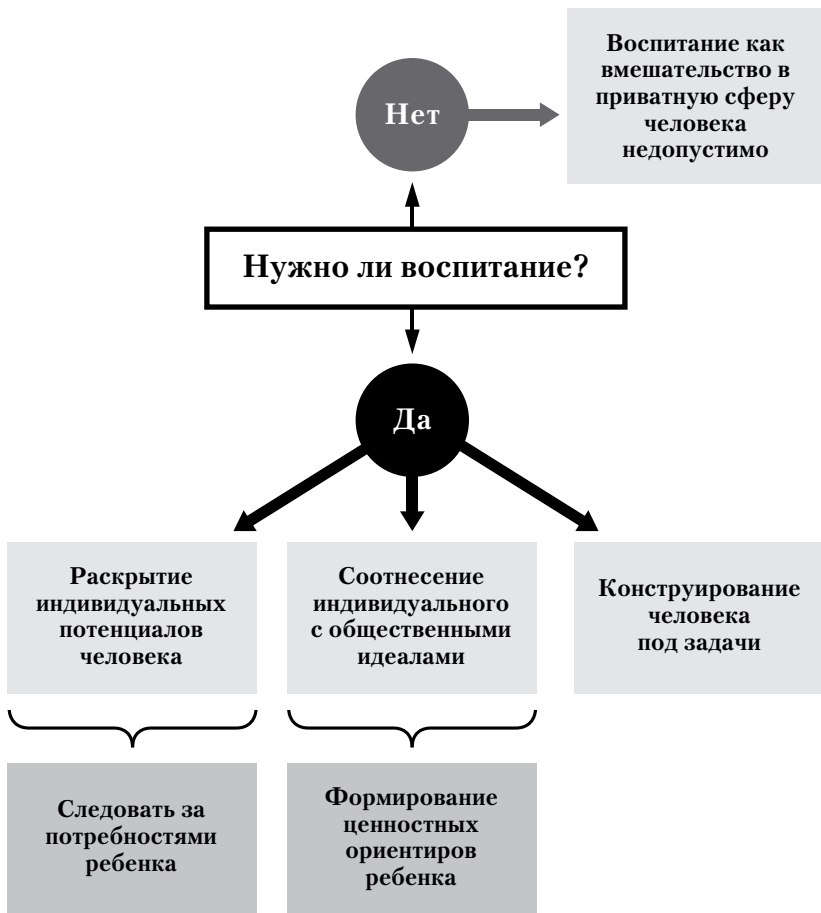 Воспитание как
вмешательство в
приватную сферу
человека
недопустимо
Нет
Нужно ли воспитание?
Да
Раскрытие
индивидуальных
потенциалов
человека
Соотнесение
индивидуального
с общественными
идеалами
Конструирование
человека
под задачи
Следовать за
потребностями
ребенка
Формирование
ценностных
ориентиров
ребенка